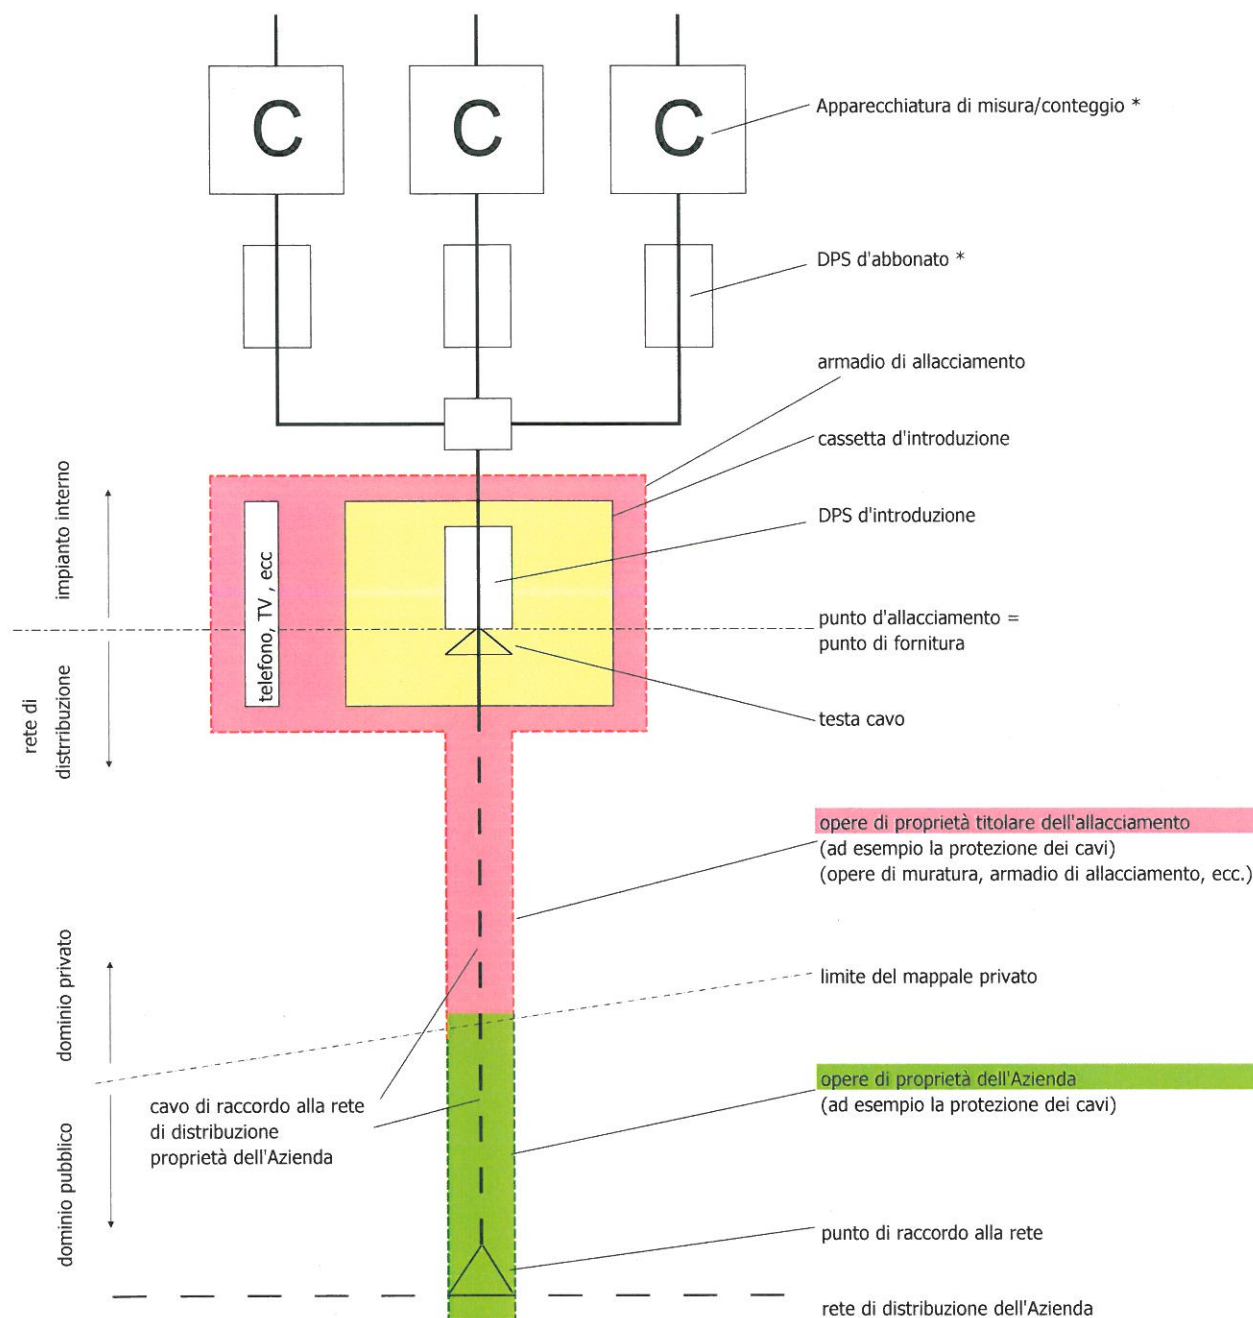 C
C
C
Apparecchiatura di misura/conteggio *
DPS d'abbonato *
armadio di allacciamento
cassetta d'introduzione
DPS d'introduzione
impianto interno
telefono, TV , ecc
punto d'allacciamento =
punto di fornitura
rete di
distrribuzione
testa cavo
opere di proprietà titolare dell'allacciamento
(ad esempio la protezione dei cavi)
(opere di muratura, armadio di allacciamento, ecc.)
dominio privato
limite del mappale privato
opere di proprietà dell'Azienda
(ad esempio la protezione dei cavi)
cavo di raccordo alla rete
di distribuzione
proprietà dell'Azienda
dominio pubblico
punto di raccordo alla rete
rete di distribuzione dell'Azienda